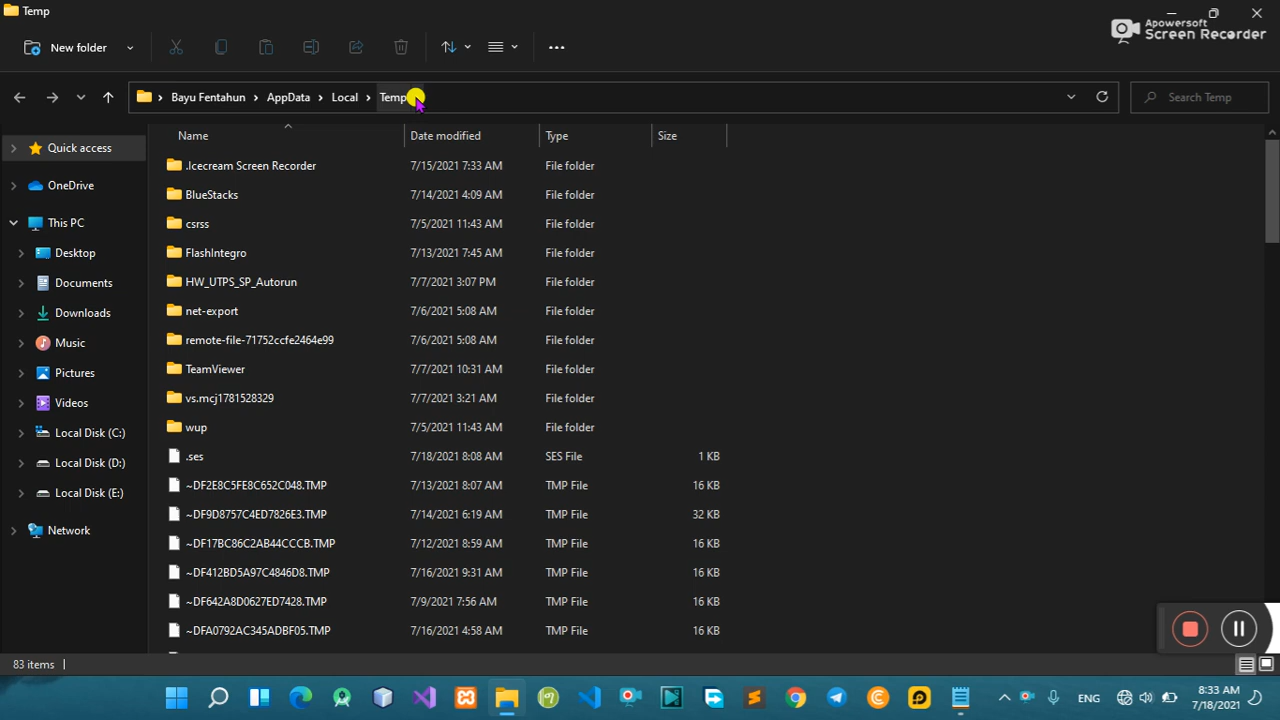 Temp
Apowersoft
Screen Recorder
New folder
Bayu Fentahun > AppData > Local > Temp
Search Temp
Name Date modified Type Size
Quick access
OneDrive
This PC
Desktop
Documents
Downloads
Music
Pictures
Videos
Local Disk (C:)
Local Disk (D:)
Local Disk (E:)
Network
.Icecream Screen Recorder 7/15/2021 7:33 AM File folder
BlueStacks 7/14/2021 4:09 AM File folder
csrss 7/5/2021 11:43 AM File folder
FlashIntegro 7/13/2021 7:45 AM File folder
HW_UTPS_SP_Autorun 7/7/2021 3:07 PM File folder
net-export 7/6/2021 5:08 AM File folder
remote-file-71752ccfe2464e99 7/6/2021 5:08 AM File folder
TeamViewer 7/7/2021 10:31 AM File folder
vs.mcj1781528329 7/7/2021 3:21 AM File folder
wup 7/5/2021 11:43 AM File folder
.ses 7/18/2021 8:08 AM SES File 1 KB
~DF2E8C5FE8C652C048.TMP 7/13/2021 8:07 AM TMP File 16 KB
~DF9D8757C4ED7826E3.TMP 7/14/2021 6:19 AM TMP File 32 KB
~DF17BC86C2AB44CCCB.TMP 7/12/2021 8:59 AM TMP File 16 KB
~DF412BD5A97C4846D8.TMP 7/16/2021 9:31 AM TMP File 16 KB
~DF642A8D0627ED7428.TMP 7/9/2021 7:56 AM TMP File 16 KB
~DFA0792AC345ADBF05.TMP 7/16/2021 4:58 AM TMP File 16 KB
83 items
ENG
8:33 AM
7/18/2021